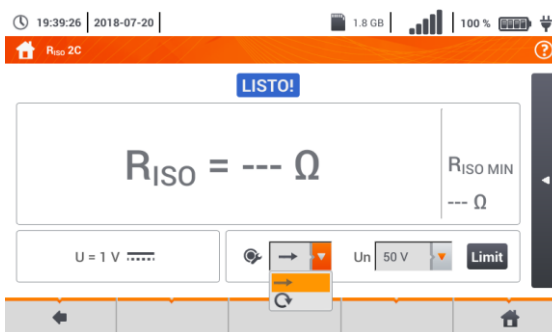 19:39:26 2018-07-20 1.8 GB 100 %
RISO 2C
LISTO!
RISO = --- Ω
RISO MIN
--- Ω
U = 1 V
Un 50 V Limit